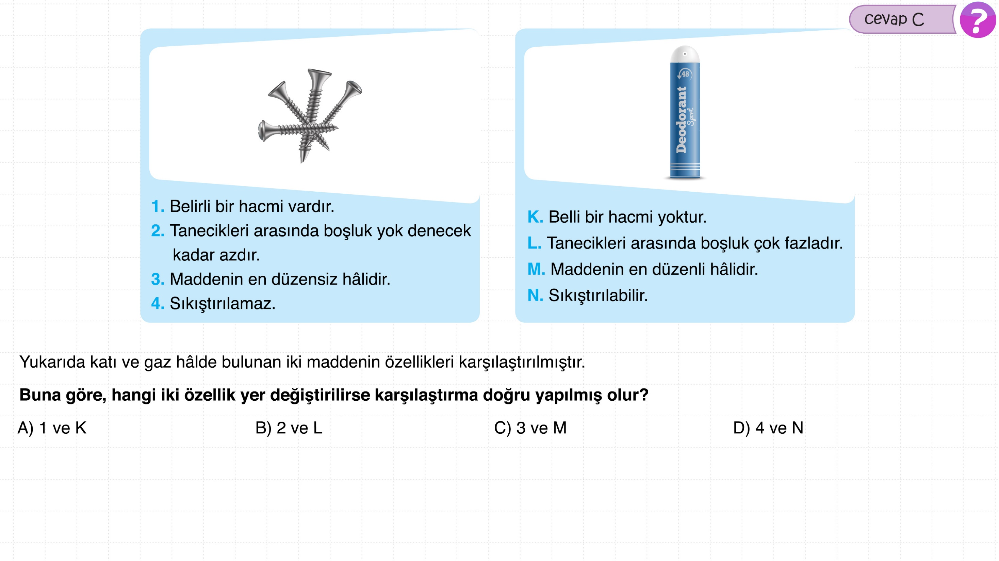 cevap C
?
48
Deodorant
Sport
1. Belirli bir hacmi vardır.
2. Tanecikleri arasında boşluk yok denecek
kadar azdır.
3. Maddenin en düzensiz hâlidir.
4. Sıkıştırılamaz.
K. Belli bir hacmi yoktur.
L. Tanecikleri arasında boşluk çok fazladır.
M. Maddenin en düzenli hâlidir.
N. Sıkıştırılabilir.
Yukarıda katı ve gaz hâlde bulunan iki maddenin özellikleri karşılaştırılmıştır.
Buna göre, hangi iki özellik yer değiştirilirse karşılaştırma doğru yapılmış olur?
A) 1 ve K
B) 2 ve L
C) 3 ve M
D) 4 ve N